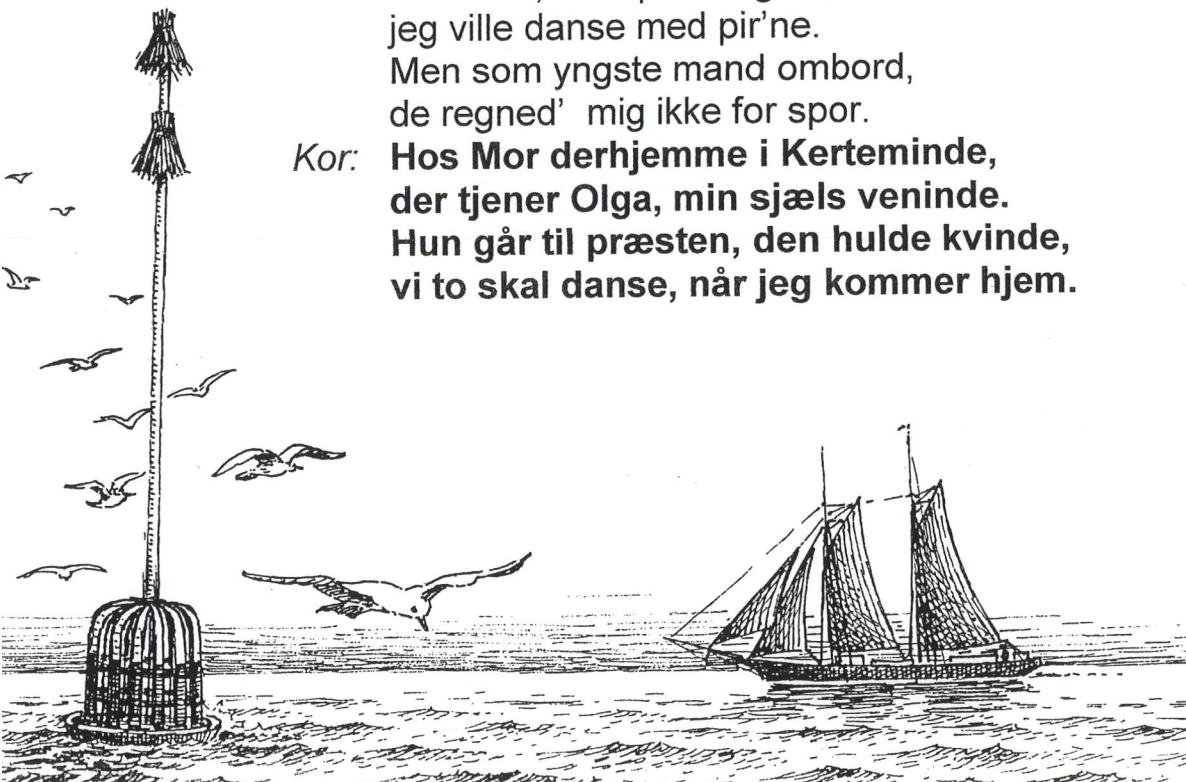 jeg ville danse med pir'ne.
Men som yngste mand ombord,
de regned' mig ikke for spor.
Kor: Hos Mor derhjemme i Kerteminde,
der tjener Olga, min sjæls veninde.
Hun går til præsten, den hulde kvinde,
vi to skal danse, når jeg kommer hjem.